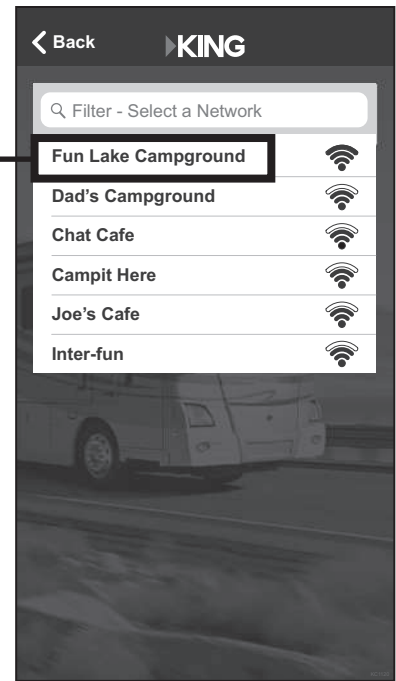 Back
KING
Filter - Select a Network
Fun Lake Campground
Dad's Campground
Chat Cafe
Campit Here
Joe's Cafe
Inter-fun